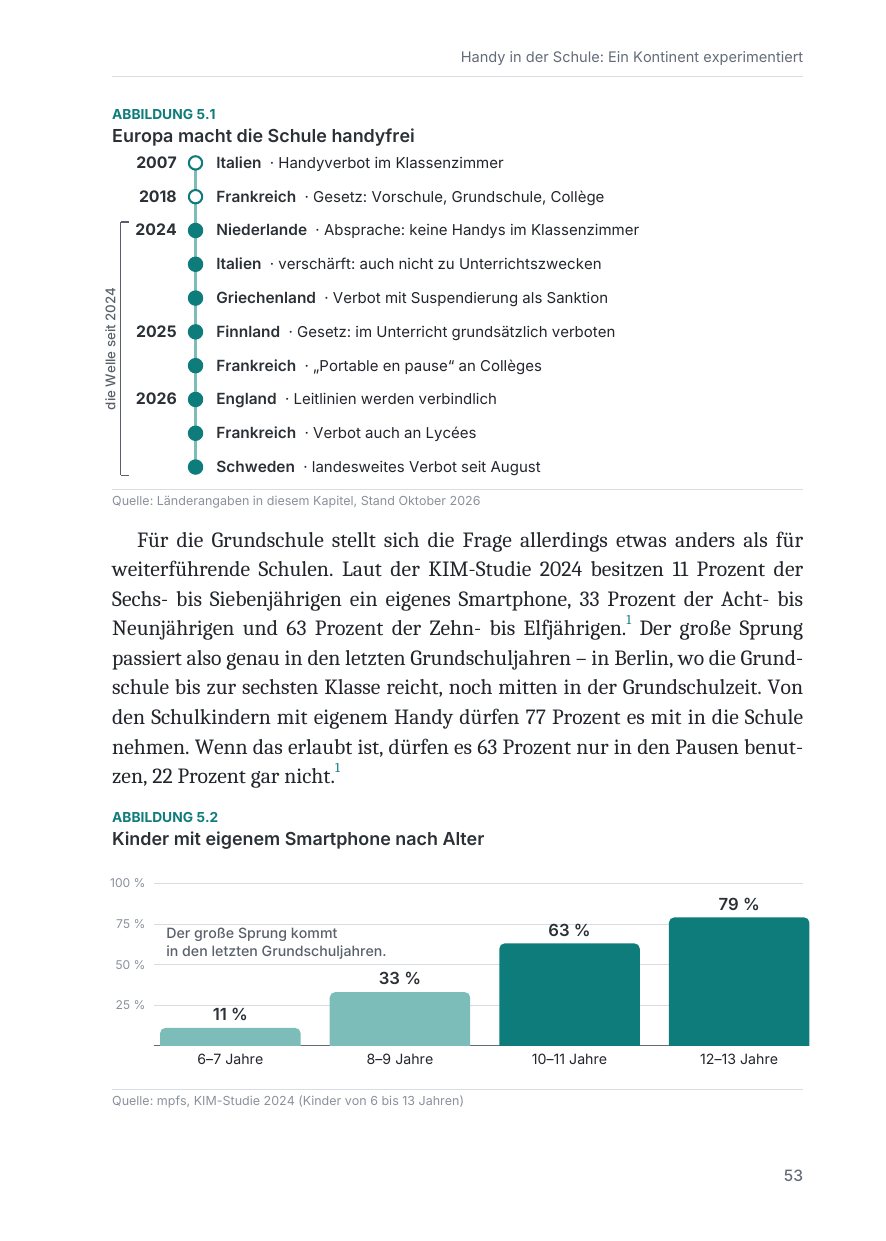 Handy in der Schule: Ein Kontinent experimentiert
ABBILDUNG 5.1
Europa macht die Schule handyfrei
2007 Italien · Handyverbot im Klassenzimmer
2018 Frankreich · Gesetz: Vorschule, Grundschule, Collège
2024 Niederlande · Absprache: keine Handys im Klassenzimmer
Italien · verschärft: auch nicht zu Unterrichtszwecken
Griechenland · Verbot mit Suspendierung als Sanktion
2025 Finnland · Gesetz: im Unterricht grundsätzlich verboten
Frankreich · „Portable en pause“ an Collèges
2026 England · Leitlinien werden verbindlich
Frankreich · Verbot auch an Lycées
Schweden · landesweites Verbot seit August
die Welle seit 2024
Quelle: Länderangaben in diesem Kapitel, Stand Oktober 2026
Für die Grundschule stellt sich die Frage allerdings etwas anders als für
weiterführende Schulen. Laut der KIM-Studie 2024 besitzen 11 Prozent der
Sechs- bis Siebenjährigen ein eigenes Smartphone, 33 Prozent der Acht- bis
Neunjährigen und 63 Prozent der Zehn- bis Elfjährigen.1 Der große Sprung
passiert also genau in den letzten Grundschuljahren – in Berlin, wo die Grund-
schule bis zur sechsten Klasse reicht, noch mitten in der Grundschulzeit. Von
den Schulkindern mit eigenem Handy dürfen 77 Prozent es mit in die Schule
nehmen. Wenn das erlaubt ist, dürfen es 63 Prozent nur in den Pausen benut-
zen, 22 Prozent gar nicht.1
ABBILDUNG 5.2
Kinder mit eigenem Smartphone nach Alter
100 %
75 %
50 %
25 %
Der große Sprung kommt
in den letzten Grundschuljahren.
11 %
33 %
63 %
79 %
6–7 Jahre 8–9 Jahre 10–11 Jahre 12–13 Jahre
Quelle: mpfs, KIM-Studie 2024 (Kinder von 6 bis 13 Jahren)
53